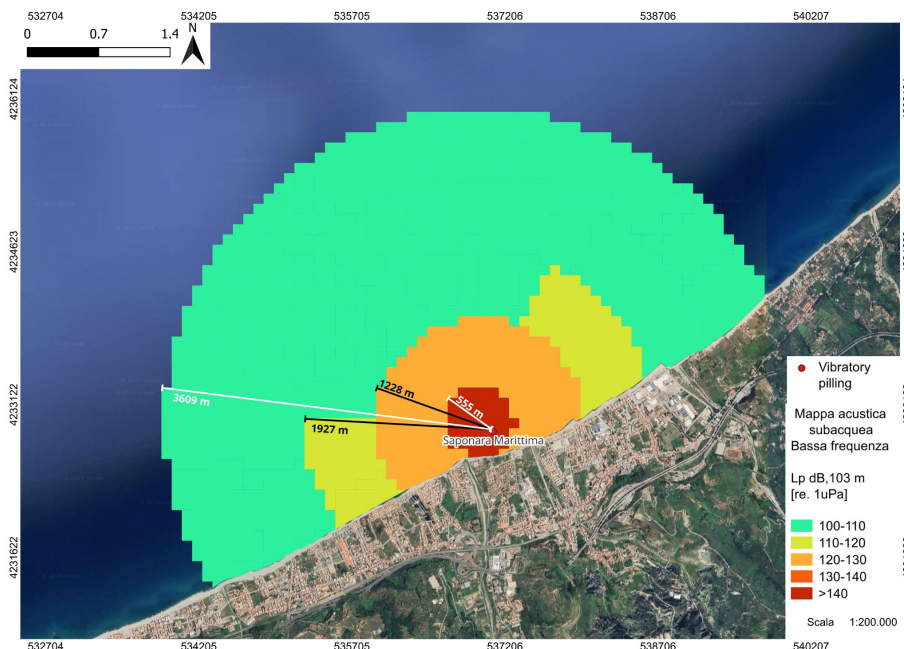 532704 534205 535705 537206 538706 540207
0 0.7 1.4
N
4236124
4234623
4233122
4231622
3609 m
1228 m
555 m
1927 m
Saponara Marittima
Vibratory
pilling
Mappa acustica
subacquea
Bassa frequenza
Lp dB,103 m
[re. 1uPa]
100-110
110-120
120-130
130-140
>140
Scala 1:200.000
532704 534205 535705 537206 538706 540207